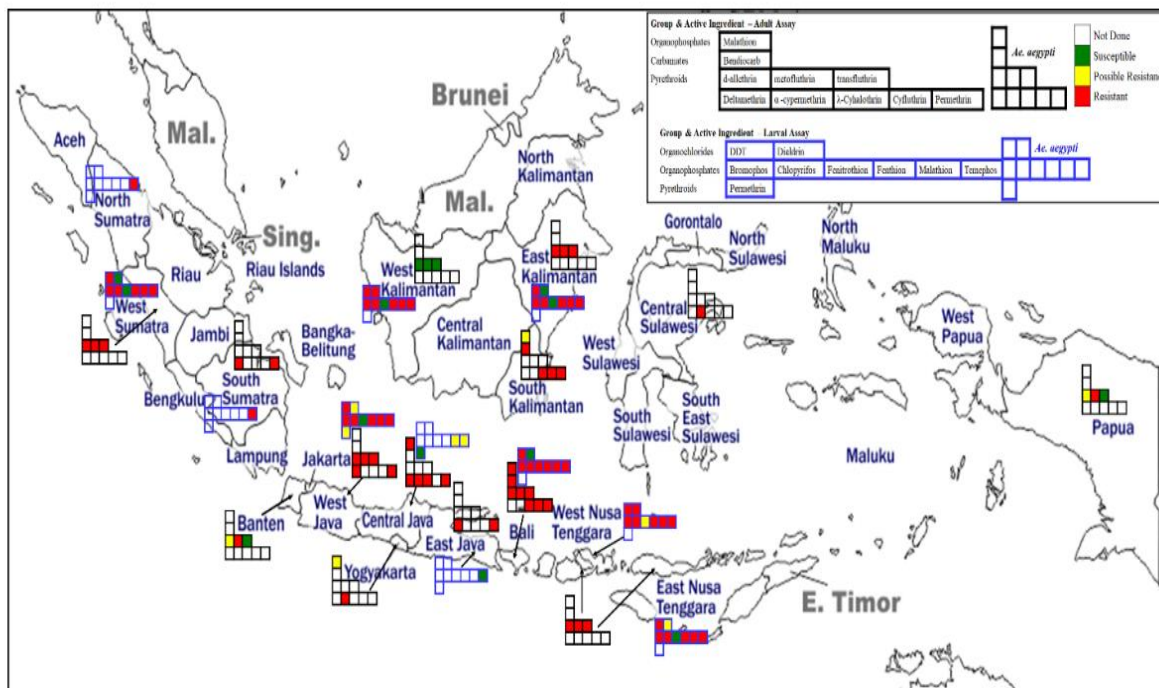 Group & Active Ingredient – Adult Assay
Organophosphates Malathion
Carbamates Bendiocarb
Pyrethroids d-allethrin metofluthrin transfluthrin
Deltamethrin α-cypermethrin λ-Cyhalothrin Cyfluthrin Permethrin
Ae. aegypti
Not Done
Susceptible
Possible Resistance
Resistant
Group & Active Ingredient – Larval Assay
Organochlorides DDT Dieldrin
Organophosphates Bromophos Chlopyrifos Fenitrothion Fenthion Malathion Temephos
Pyrethroids Permethrin
Ae. aegypti
Brunei
Mal.
Aceh
North
Kalimantan
North
Sumatra
Mal.
Sing.
Gorontalo
North
Sulawesi
North
Maluku
Riau
Riau Islands
West
Kalimantan
East
Kalimantan
West
Sumatra
Central
Sulawesi
West
Papua
Jambi
Bangka-
Belitung
Central
Kalimantan
West
Sulawesi
South
Sumatra
Bengkulu
South
Kalimantan
South
Sulawesi
South
East
Sulawesi
Papua
Lampung
Jakarta
Maluku
Banten
West
Java
Central Java
East Java
Bali
West Nusa
Tenggara
Yogyakarta
East Nusa
Tenggara
E. Timor